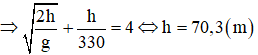 ⇒ √(2h/g) + h/330 = 4 ⇔ h = 70,3 (m)